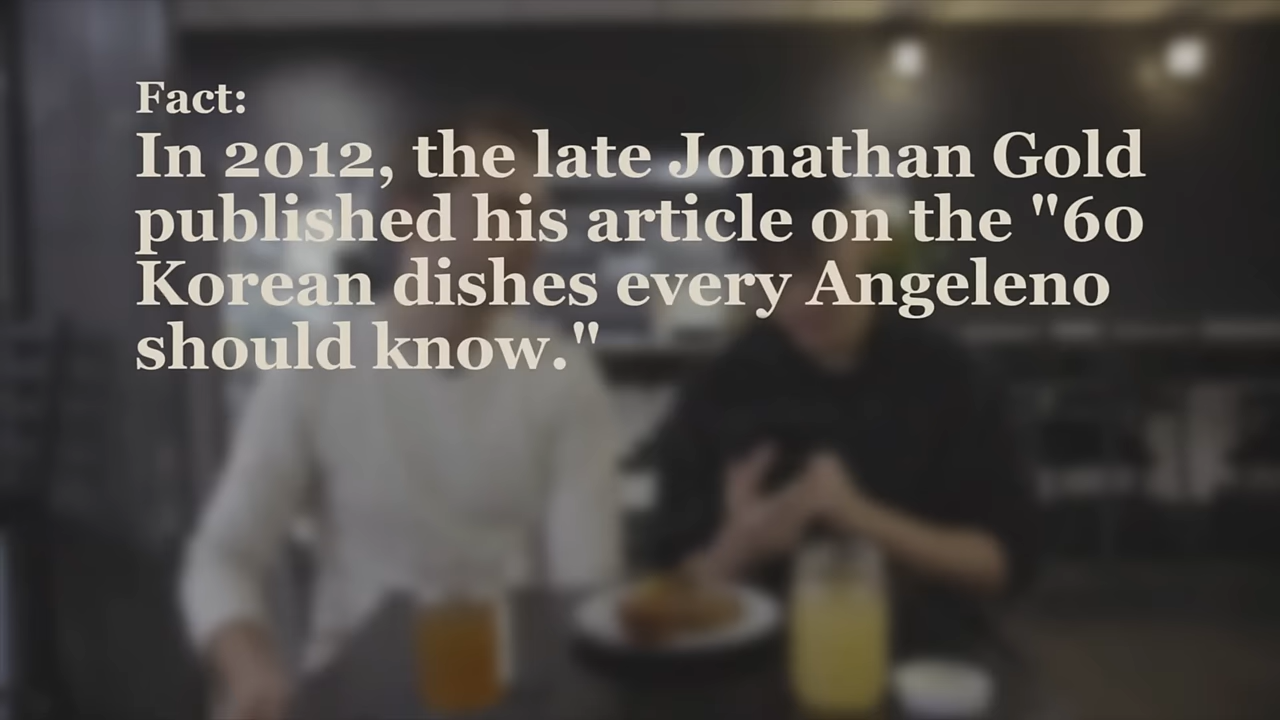 Fact:
In 2012, the late Jonathan Gold
published his article on the "60
Korean dishes every Angeleno
should know."